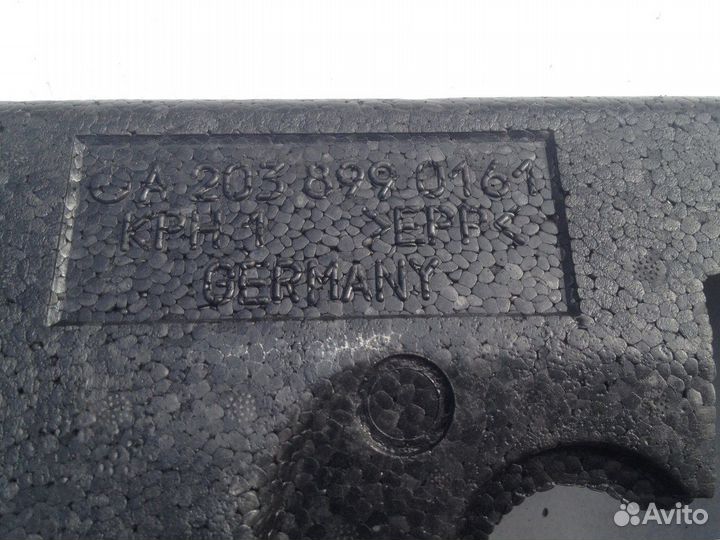 A 203 899 0161
KPH 1 >EPP<
GERMANY
Avito